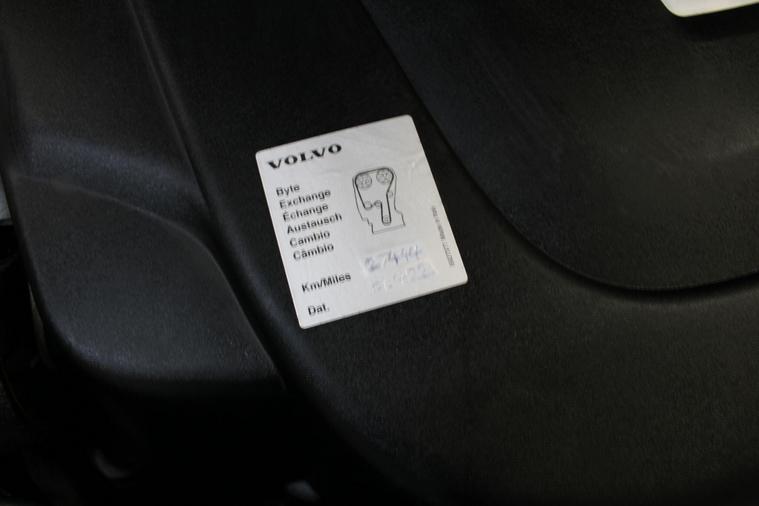 VOLVO
Byte
Exchange
Échange
Austausch
Cambio
Câmbio
Km/Miles
Dat.